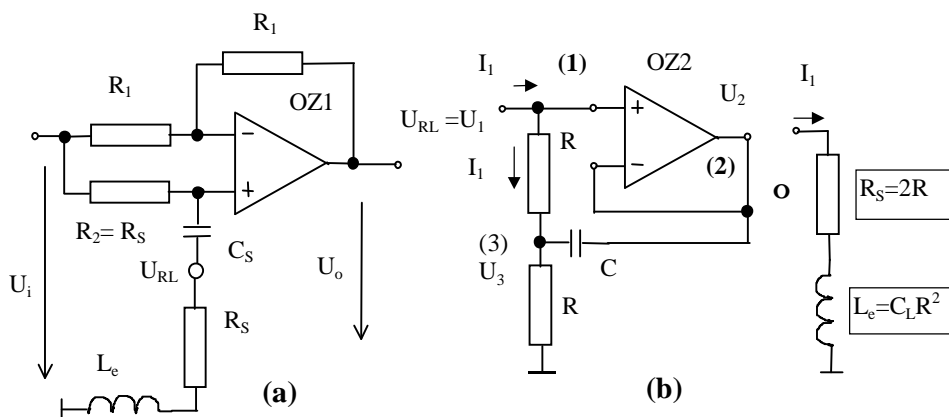 R1
R1
OZ1
R2= RS
CS
URL
Ui
Uo
RS
Le
(a)
I1
(1)
OZ2
U2
URL =U1
R
I1
(2)
(3)
U3
C
R
(b)
I1
O
RS=2R
Le=CLR²